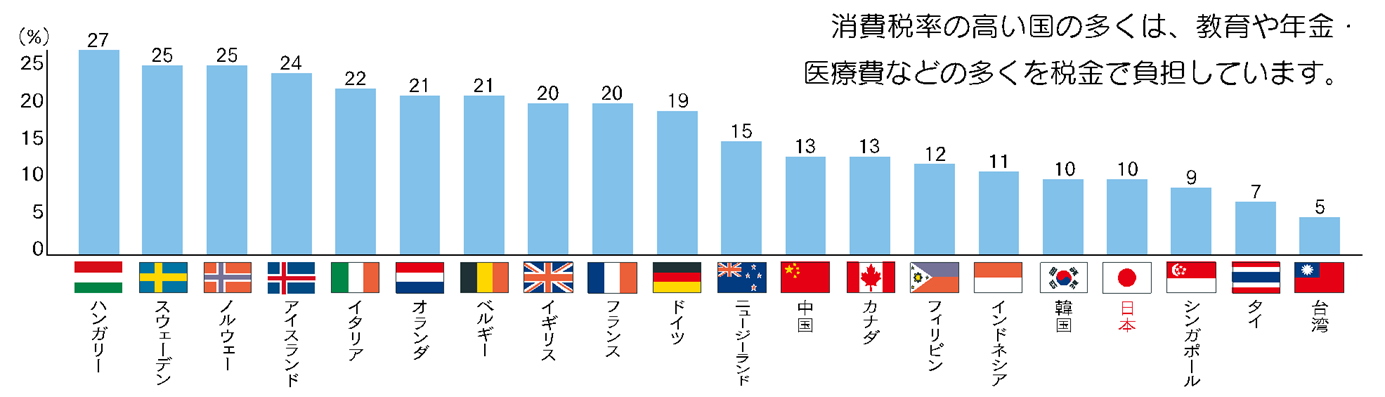 消費税率の高い国の多くは、教育や年金・
医療費などの多くを税金で負担しています。
(%)
25
20
15
10
5
0
27
25
25
24
22
21
21
20
20
19
15
13
13
12
11
10
10
9
7
5
ハンガリー
スウェーデン
ノルウェー
アイスランド
イタリア
オランダ
ベルギー
イギリス
フランス
ドイツ
ニュージーランド
中国
カナダ
フィリピン
インドネシア
韓国
日本
シンガポール
タイ
台湾